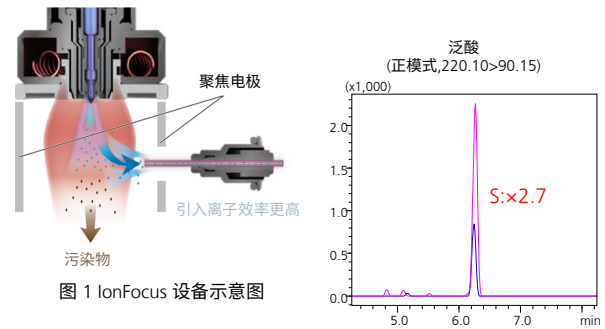 聚焦电极
引入离子效率更高
污染物
图 1 IonFocus 设备示意图
泛酸
(正模式,220.10>90.15)
(x1,000)
2.0
1.5
1.0
0.5
0.0
S:×2.7
5.0 6.0 7.0 min